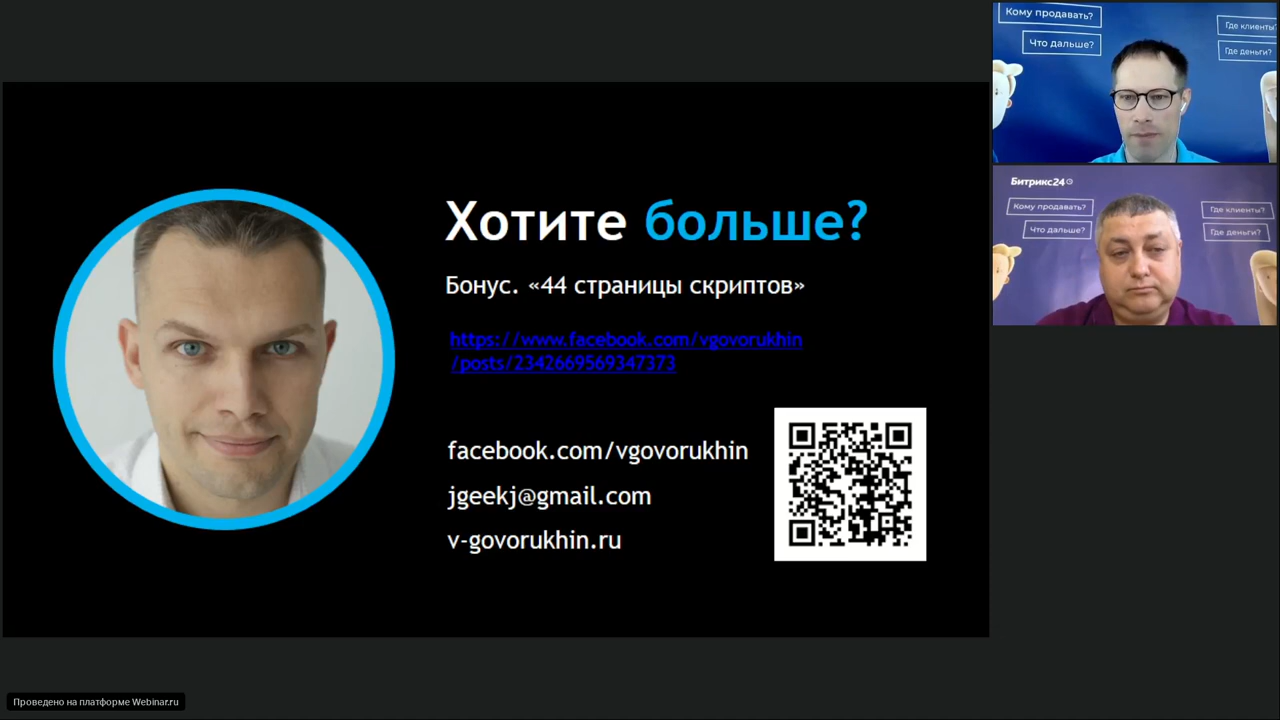 Хотите больше?
Бонус. «44 страницы скриптов»
https://www.facebook.com/vgovorukhin
/posts/2342669569347373
facebook.com/vgovorukhin
jgeekj@gmail.com
v-govorukhin.ru
Кому продавать?
Что дальше?
Где клиенты?
Где деньги?
Битрикс24
Кому продавать?
Что дальше?
Где клиенты?
Где деньги?
Проведено на платформе Webinar.ru